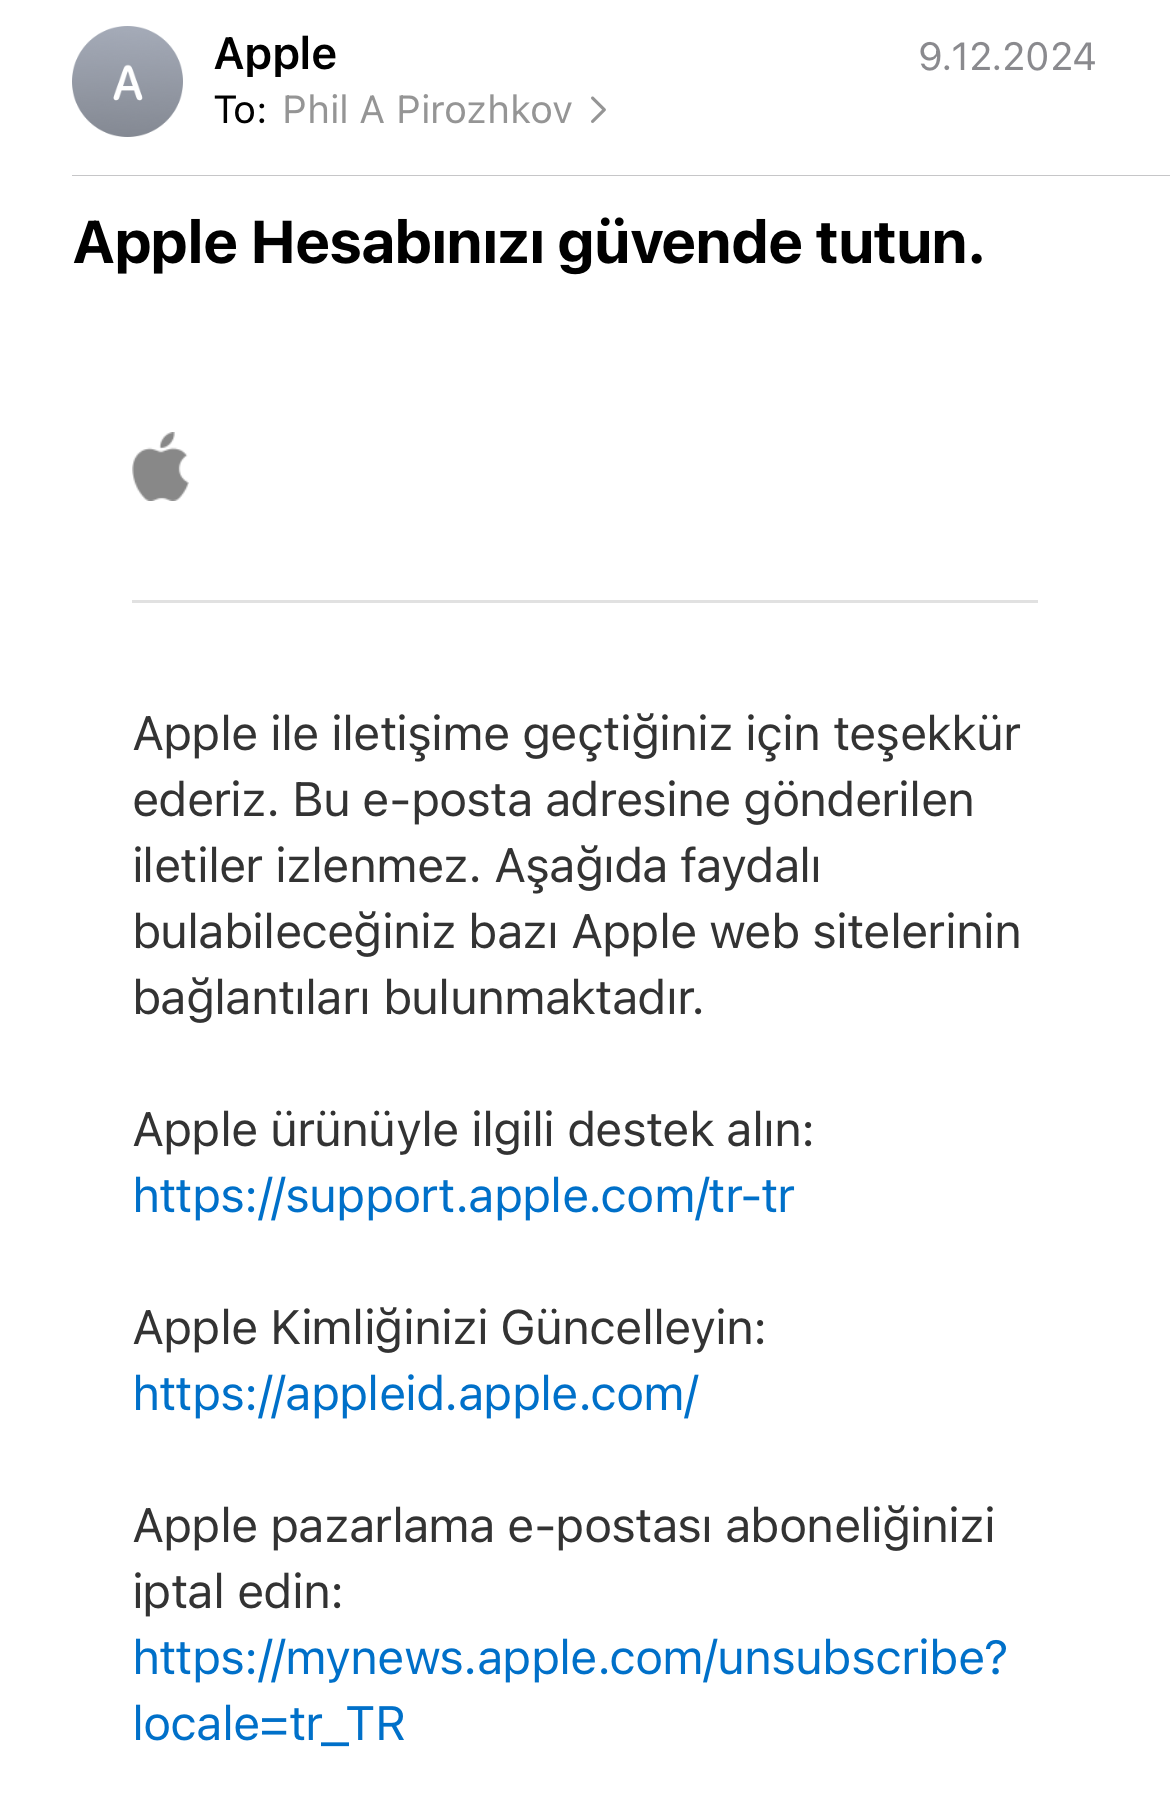 A
Apple
9.12.2024
To: Phil A Pirozhkov
Apple Hesabınızı güvende tutun.
Apple ile iletişime geçtiğiniz için teşekkür
ederiz. Bu e-posta adresine gönderilen
iletiler izlenmez. Aşağıda faydalı
bulabileceğiniz bazı Apple web sitelerinin
bağlantıları bulunmaktadır.
Apple ürünüyle ilgili destek alın:
https://support.apple.com/tr-tr
Apple Kimliğinizi Güncelleyin:
https://appleid.apple.com/
Apple pazarlama e-postası aboneliğinizi
iptal edin:
https://mynews.apple.com/unsubscribe?
locale=tr_TR